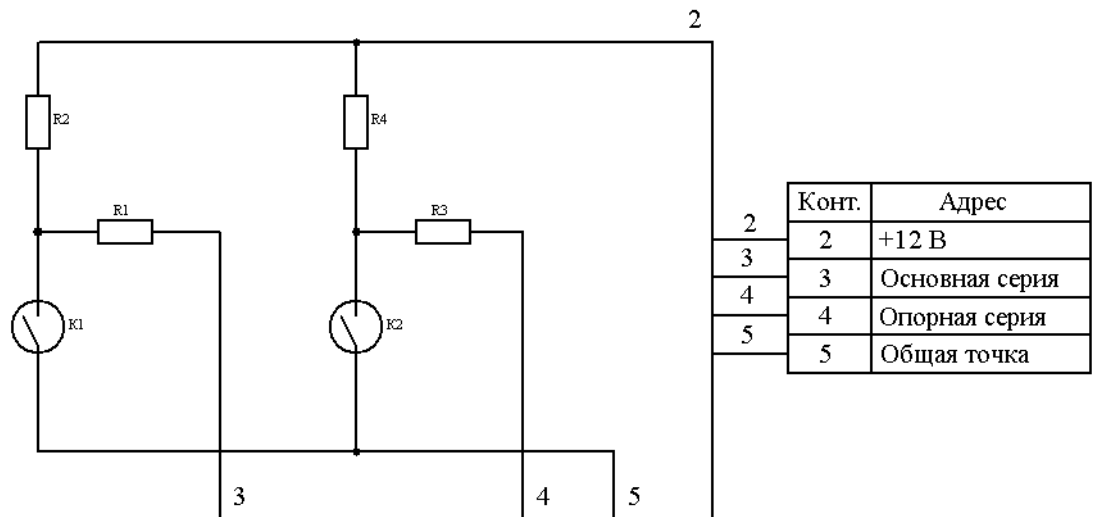 2
R2
R4
R1
R3
K1
K2
3
4
5
2
3
4
5
Конт. Адрес
2 +12 В
3 Основная серия
4 Опорная серия
5 Общая точка